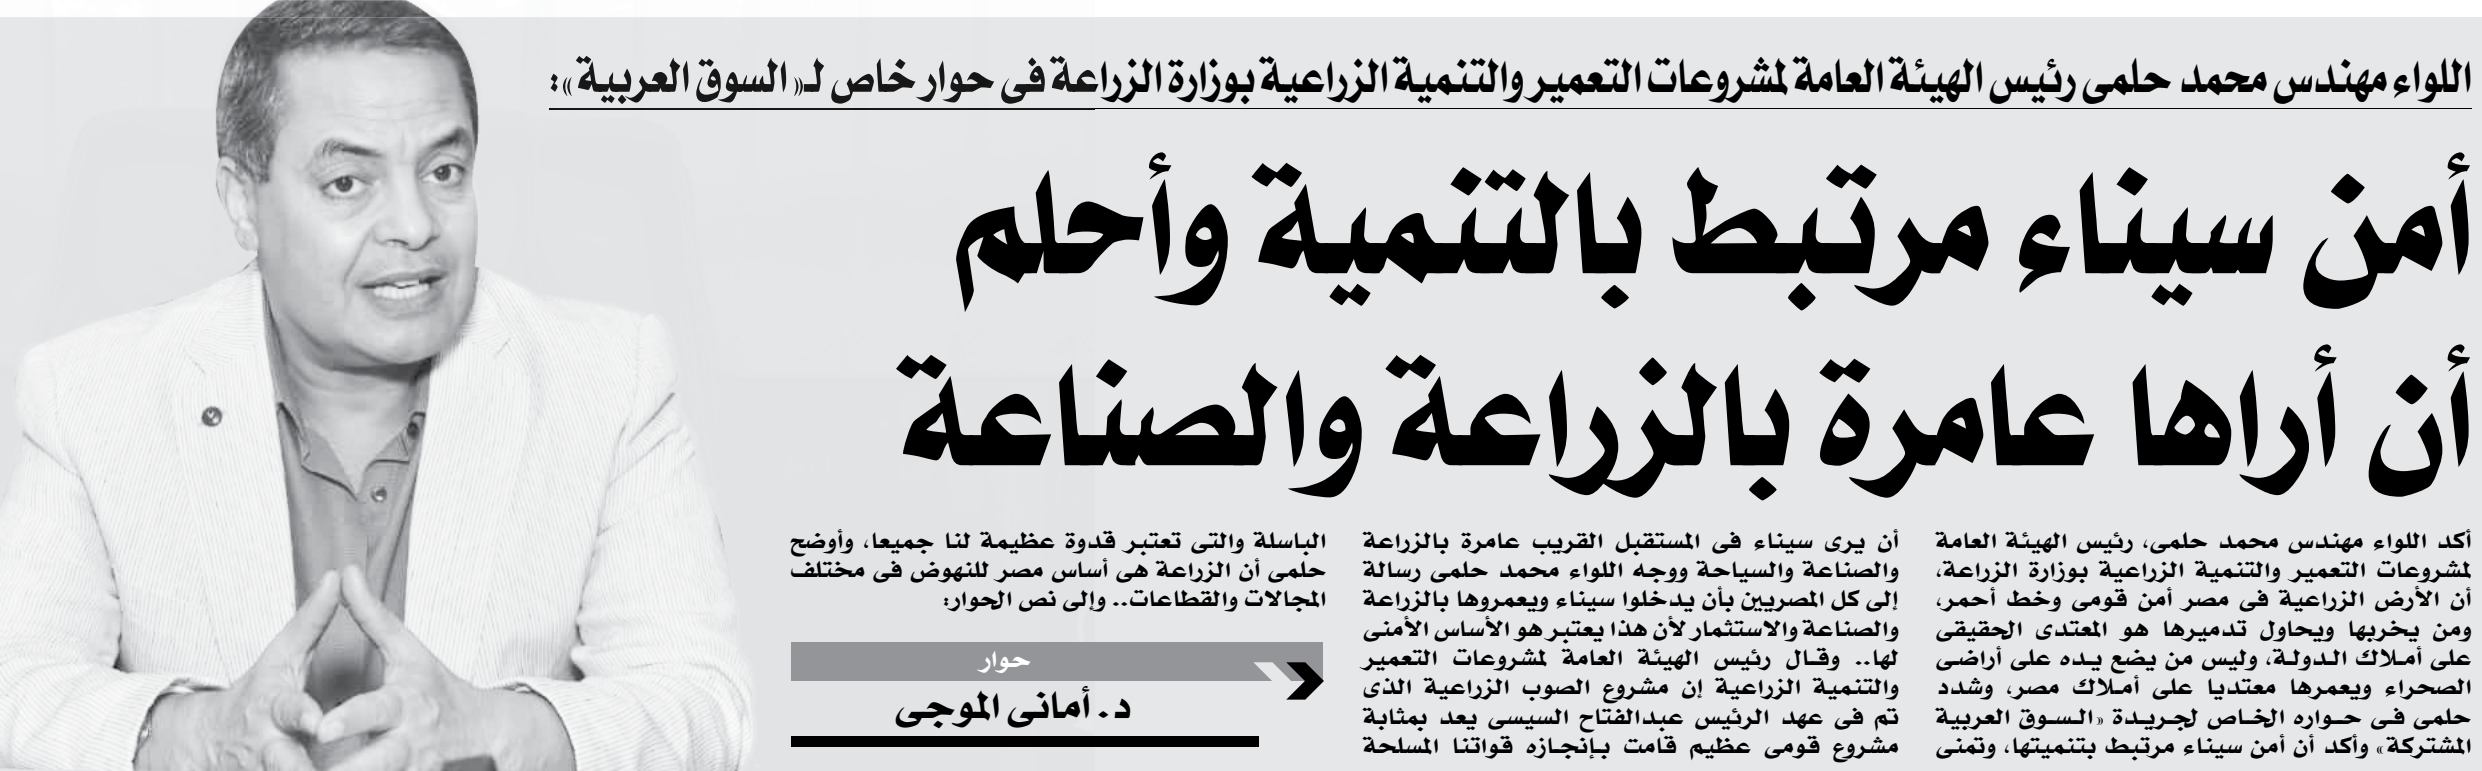 اللواء مهندس محمد حلمى رئيس الهيئة العامة لمشروعات التعمير والتنمية الزراعية بوزارة الزراعة فى حوار خاص لـ« السوق العربية »:
أمن سيناء مرتبط بالتنمية وأحلم
أن أراها عامرة بالزراعة والصناعة
أكد اللواء مهندس محمد حلمى، رئيس الهيئة العامة
لمشروعات التعمير والتنمية الزراعية بوزارة الزراعة،
أن الأرض الزراعية فى مصر أمن قومى وخط أحمر،
ومن يخربها ويحاول تدميرها هو المعتدى الحقيقى
على أملاك الدولة، وليس من يضع يده على أراضى
الصحراء ويعمرها معتديا على أملاك مصر، وشدد
حلمى فى حواره الخاص لجريدة «السوق العربية
المشتركة» وأكد أن أمن سيناء مرتبط بتنميتها، وتمنى
أن يرى سيناء فى المستقبل القريب عامرة بالزراعة
والصناعة والسياحة ووجه اللواء محمد حلمى رسالة
إلى كل المصريين بأن يدخلوا سيناء ويعمروها بالزراعة
والصناعة والاستثمار لأن هذا يعتبر هو الأساس الأمنى
لها.. وقال رئيس الهيئة العامة لمشروعات التعمير
والتنمية الزراعية إن مشروع الصوب الزراعية الذى
تم فى عهد الرئيس عبدالفتاح السيسى يعد بمثابة
مشروع قومى عظيم قامت بإنجازه قواتنا المسلحة
الباسلة والتى تعتبر قدوة عظيمة لنا جميعا، وأوضح
حلمى أن الزراعة هى أساس مصر للنهوض فى مختلف
المجالات والقطاعات.. وإلى نص الحوار:
حوار
د. أمانى الموجى